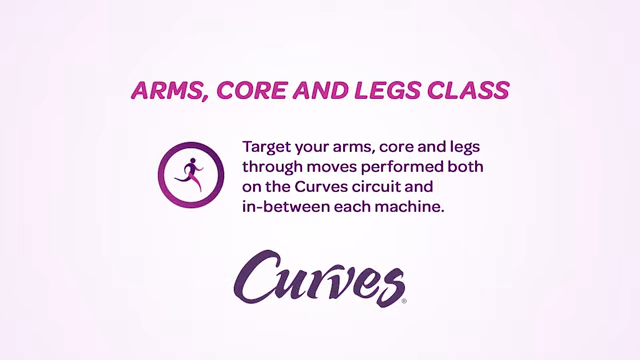 ARMS, CORE AND LEGS CLASS
Target your arms, core and legs
through moves performed both
on the Curves circuit and
in-between each machine.
Curves®